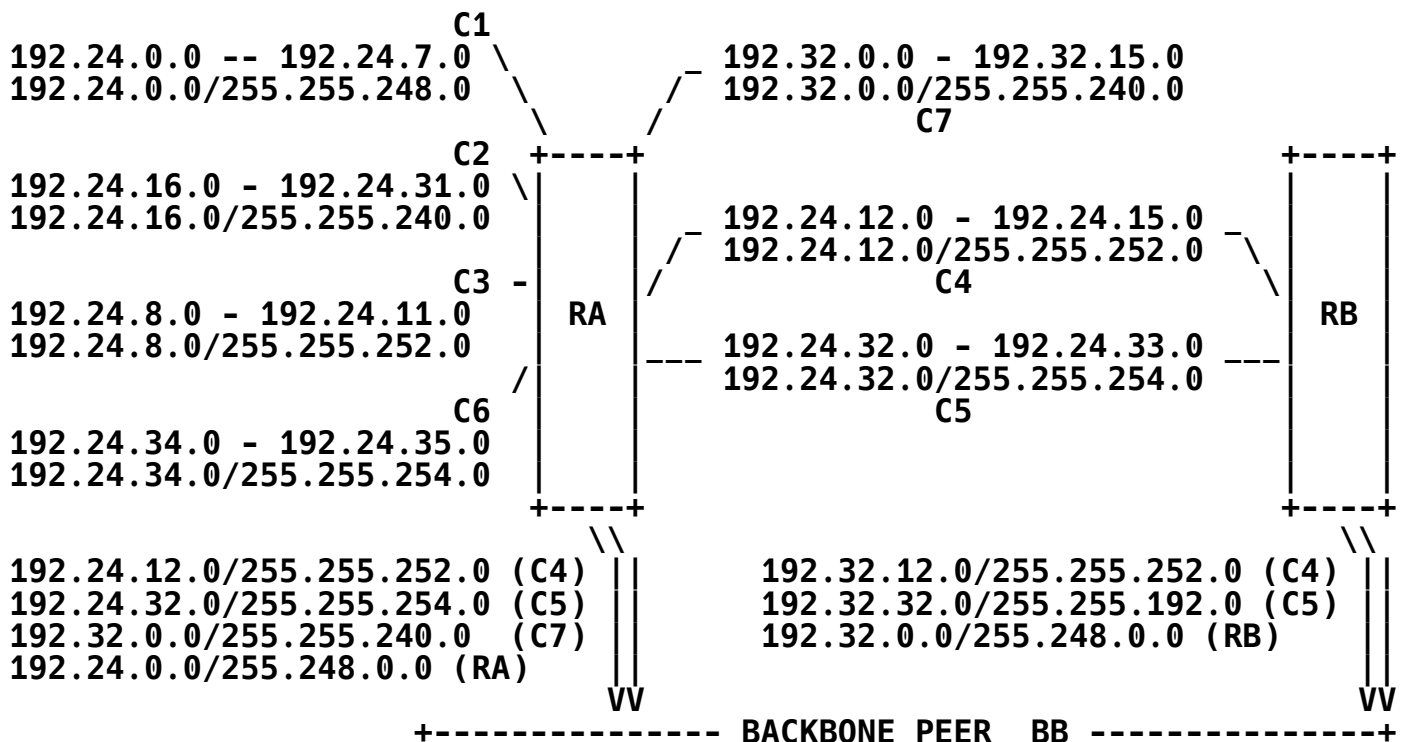 C1
192.24.0.0 -- 192.24.7.0 \ _ 192.32.0.0 - 192.32.15.0
192.24.0.0/255.255.248.0 \ / 192.32.0.0/255.255.240.0
\ / C7
C2 +----+ +----+
192.24.16.0 - 192.24.31.0 \| | | |
192.24.16.0/255.255.240.0 | | _ 192.24.12.0 - 192.24.15.0 _ | |
| | / 192.24.12.0/255.255.252.0 \ | |
C3 -| |/ C4 \| |
192.24.8.0 - 192.24.11.0 | RA | | RB |
192.24.8.0/255.255.252.0 | |___ 192.24.32.0 - 192.24.33.0 ___| |
/| | 192.24.32.0/255.255.254.0 | |
C6 | | C5 | |
192.24.34.0 - 192.24.35.0 | | | |
192.24.34.0/255.255.254.0 | | | |
+----+ +----+
\\ \\
192.24.12.0/255.255.252.0 (C4) || 192.32.12.0/255.255.252.0 (C4) ||
192.24.32.0/255.255.254.0 (C5) || 192.32.32.0/255.255.192.0 (C5) ||
192.32.0.0/255.255.240.0 (C7) || 192.32.0.0/255.248.0.0 (RB) ||
192.24.0.0/255.248.0.0 (RA) || ||
VV VV
+--------------- BACKBONE PEER BB ---------------+